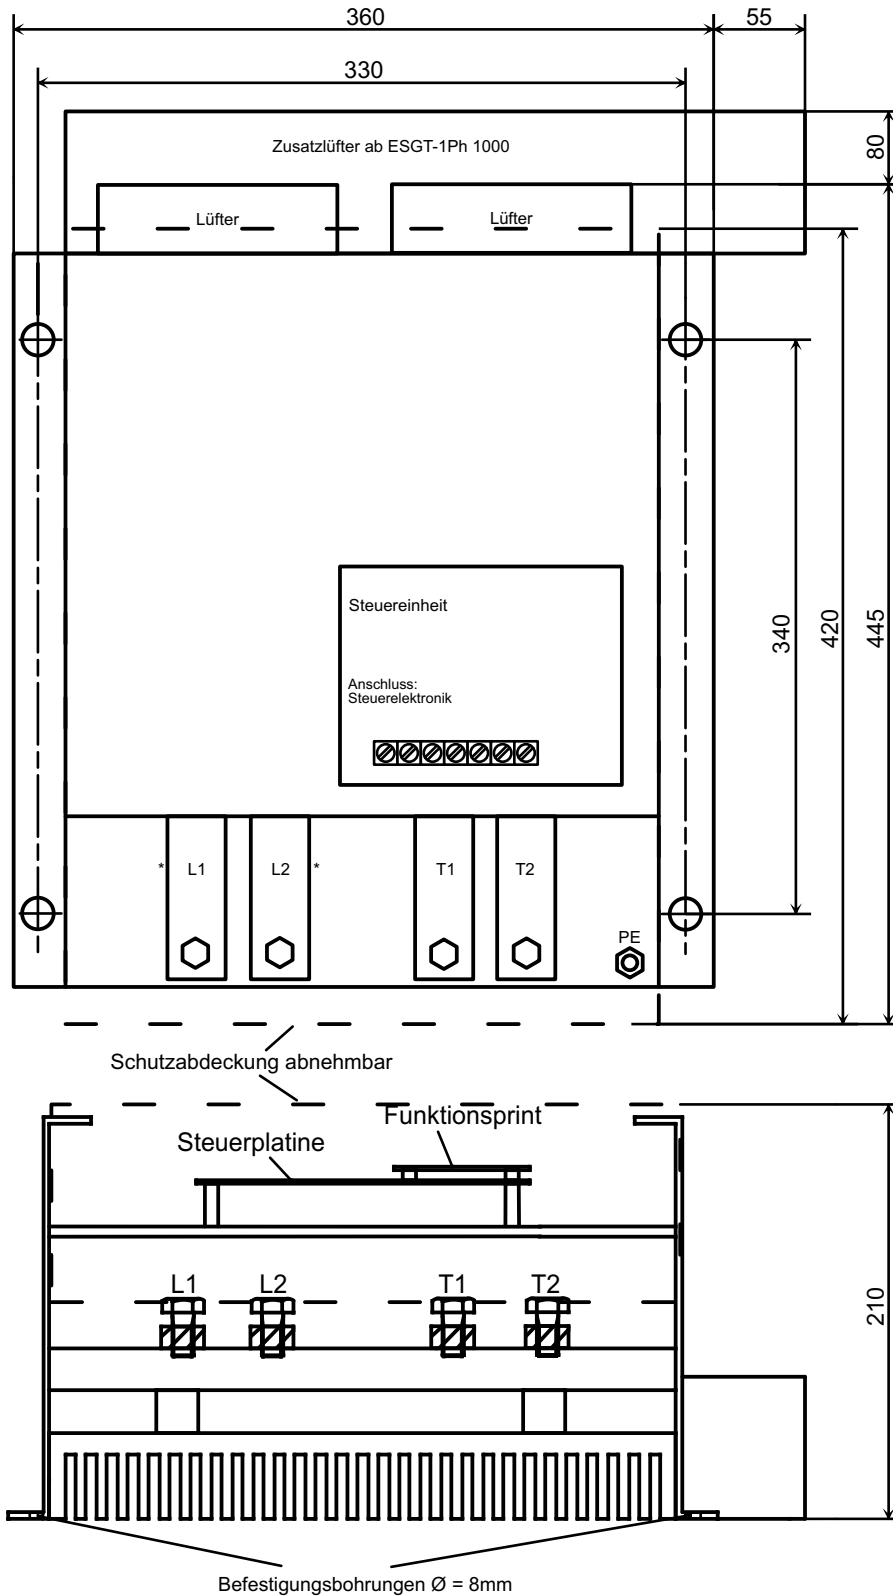 360
55
330
Zusatzlüfter ab ESGT-1Ph 1000
80
Lüfter
Lüfter
Steuereinheit
340
420
445
Anschluss:
Steuerelektronik
* L1
L2 *
T1
T2
PE
Schutzabdeckung abnehmbar
Funktionsprint
Steuerplatine
L1
L2
T1
T2
210
Befestigungsbohrungen Ø = 8mm